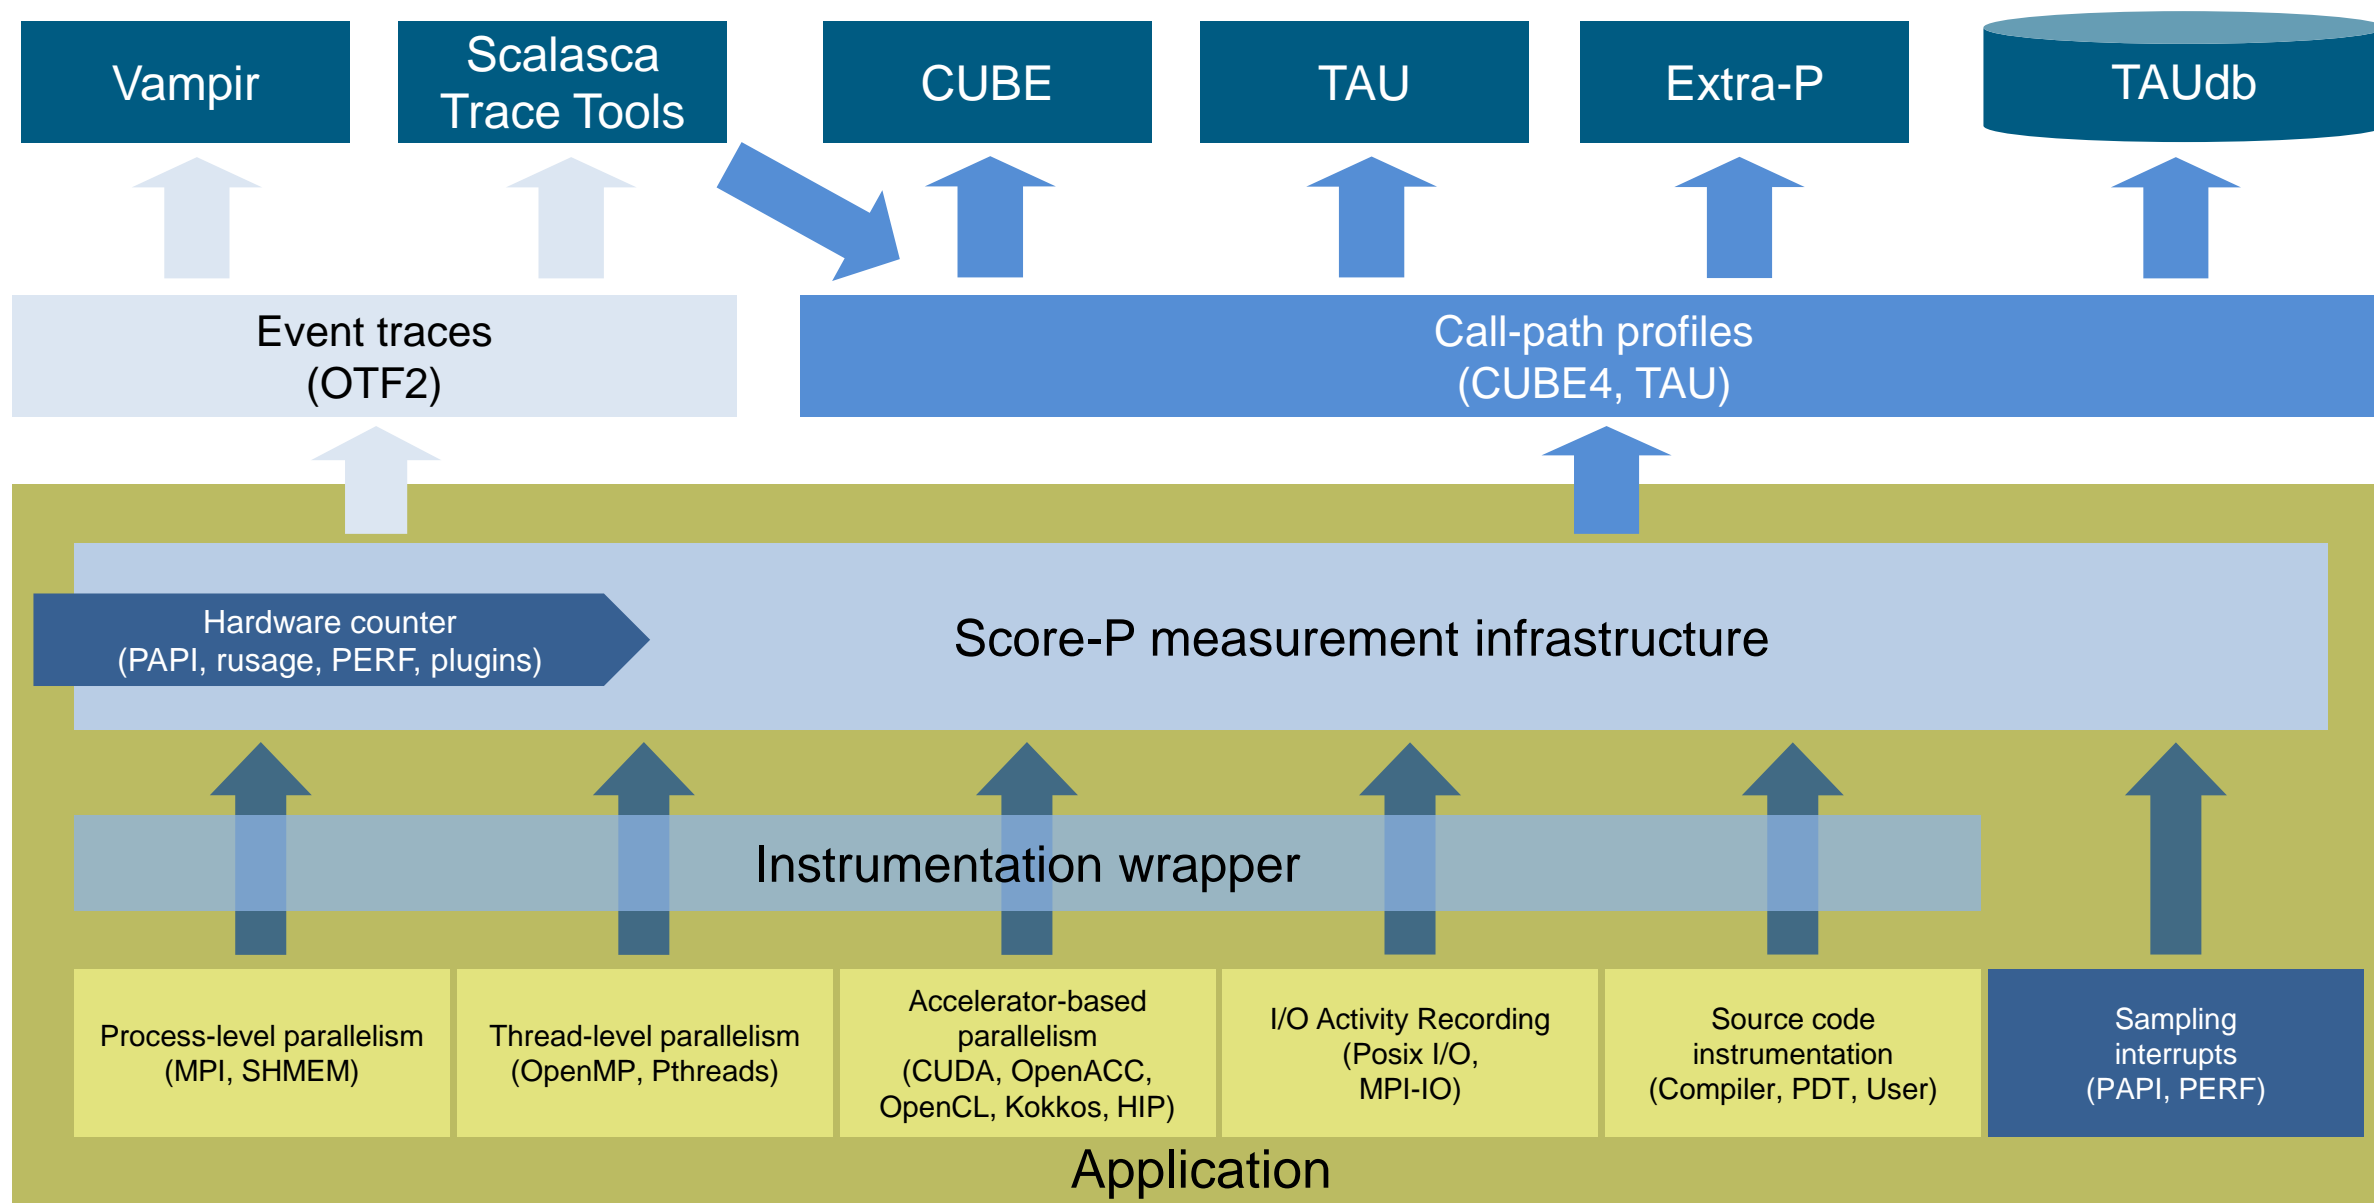 Vampir
Scalasca
Trace Tools
CUBE
TAU
Extra-P
TAUdb
Event traces
(OTF2)
Call-path profiles
(CUBE4, TAU)
Hardware counter
(PAPI, rusage, PERF, plugins)
Score-P measurement infrastructure
Instrumentation wrapper
Process-level parallelism
(MPI, SHMEM)
Thread-level parallelism
(OpenMP, Pthreads)
Accelerator-based
parallelism
(CUDA, OpenACC,
OpenCL, Kokkos, HIP)
I/O Activity Recording
(Posix I/O,
MPI-IO)
Source code
instrumentation
(Compiler, PDT, User)
Sampling
interrupts
(PAPI, PERF)
Application